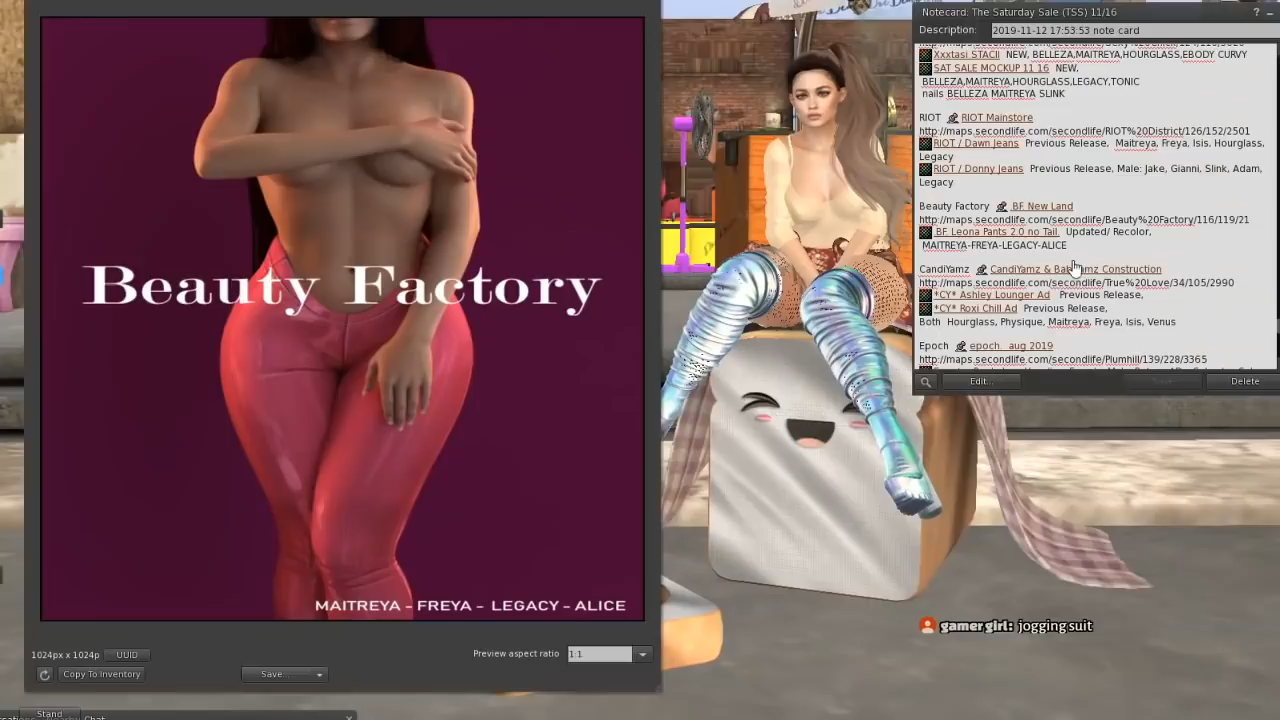 Notecard: The Saturday Sale (TSS) 11/16
? _
Description: 2019-11-12 17:53:53 note card
Xxxtasi STACII NEW, BELLEZA,MAITREYA,HOURGLASS,EBODY CURVY
SAT SALE MOCKUP 11 16 NEW,
BELLEZA,MAITREYA,HOURGLASS,LEGACY,TONIC
nails BELLEZA MAITREYA SLINK
RIOT RIOT Mainstore
http://maps.secondlife.com/secondlife/RIOT%20District/126/152/2501
RIOT / Dawn Jeans Previous Release, Maitreya, Freya, Isis, Hourglass,
Legacy
RIOT / Donny Jeans Previous Release, Male: Jake, Gianni, Slink, Adam,
Legacy
Beauty Factory BF New Land
http://maps.secondlife.com/secondlife/Beauty%20Factory/116/119/21
BF Leona Pants 2.0 no Tail. Updated/ Recolor,
MAITREYA-FREYA-LEGACY-ALICE
CandiYamz CandiYamz & Construction
http://maps.secondlife.com/secondlife/True%20Love/34/105/2990
*CY* Ashley Lounger Ad Previous Release,
*CY* Roxi Chill Ad Previous Release,
Both Hourglass, Physique, Maitreya, Freya, Isis, Venus
Epoch epoch. aug 2019
http://maps.secondlife.com/secondlife/Plumhill/139/228/3365
Edit...
Delete
Beauty Factory
MAITREYA - FREYA - LEGACY - ALICE
gamer girl: jogging suit
1024px x 1024p UUID
Preview aspect ratio 1:1
Copy To Inventory
Save...
Stand
Chat